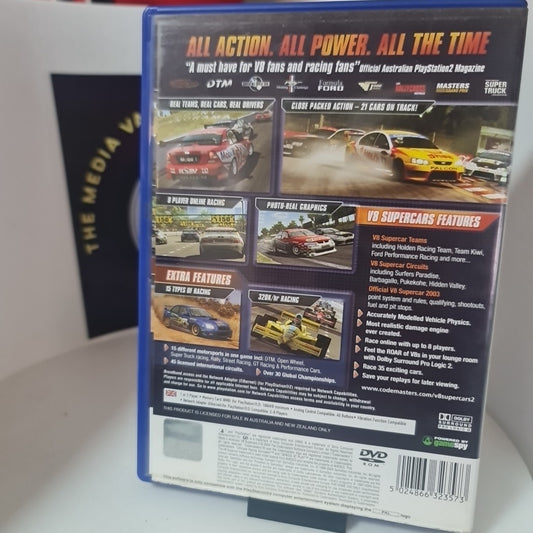 ALL ACTION. ALL POWER. ALL THE TIME
"A must have for V8 fans and racing fans" Official Australian PlayStation2 Magazine
DTM
Formula
FORD
MASTERS
SUPER
TRUCK
REAL TEAMS, REAL CARS, REAL DRIVERS
CLOSE PACKED ACTION – 21 CARS ON TRACK!
THE MEDIA VA
8 PLAYER ONLINE RACING
PHOTO-REAL GRAPHICS
V8 SUPERCARS FEATURES
V8 Supercar Teams
including Holden Racing Team, Team Kiwi,
Ford Performance Racing and more...
V8 Supercar Circuits
including Surfers Paradise,
Barbagallo, Pukekohe, Hidden Valley.
Official V8 Supercar 2003
point system and rules, qualifying, shootouts,
fuel and pit stops.
• Accurately Modelled Vehicle Physics.
• Most realistic damage engine
ever created.
• Race online with up to 8 players.
• Feel the ROAR of V8s in your lounge room
with Dolby Surround Pro Logic 2.
• Race 35 exciting cars.
• Save your replays for later viewing.
EXTRA FEATURES
15 TYPES OF RACING
320K/hr RACING
• 15 different motorsports in one game incl: DTM, Open Wheel,
Super Truck racing, Rally, Street Racing, GT Racing & Performance Cars.
• 45 licensed international circuits.
• Over 30 Global Championships.
www.codemasters.com/v8supercars2
THIS PRODUCT IS LICENSED FOR SALE IN AUSTRALIA AND NEW ZEALAND ONLY
DOLBY
SURROUND
POWERED BY
gamespy
DVD
ROM
5 024866 323573